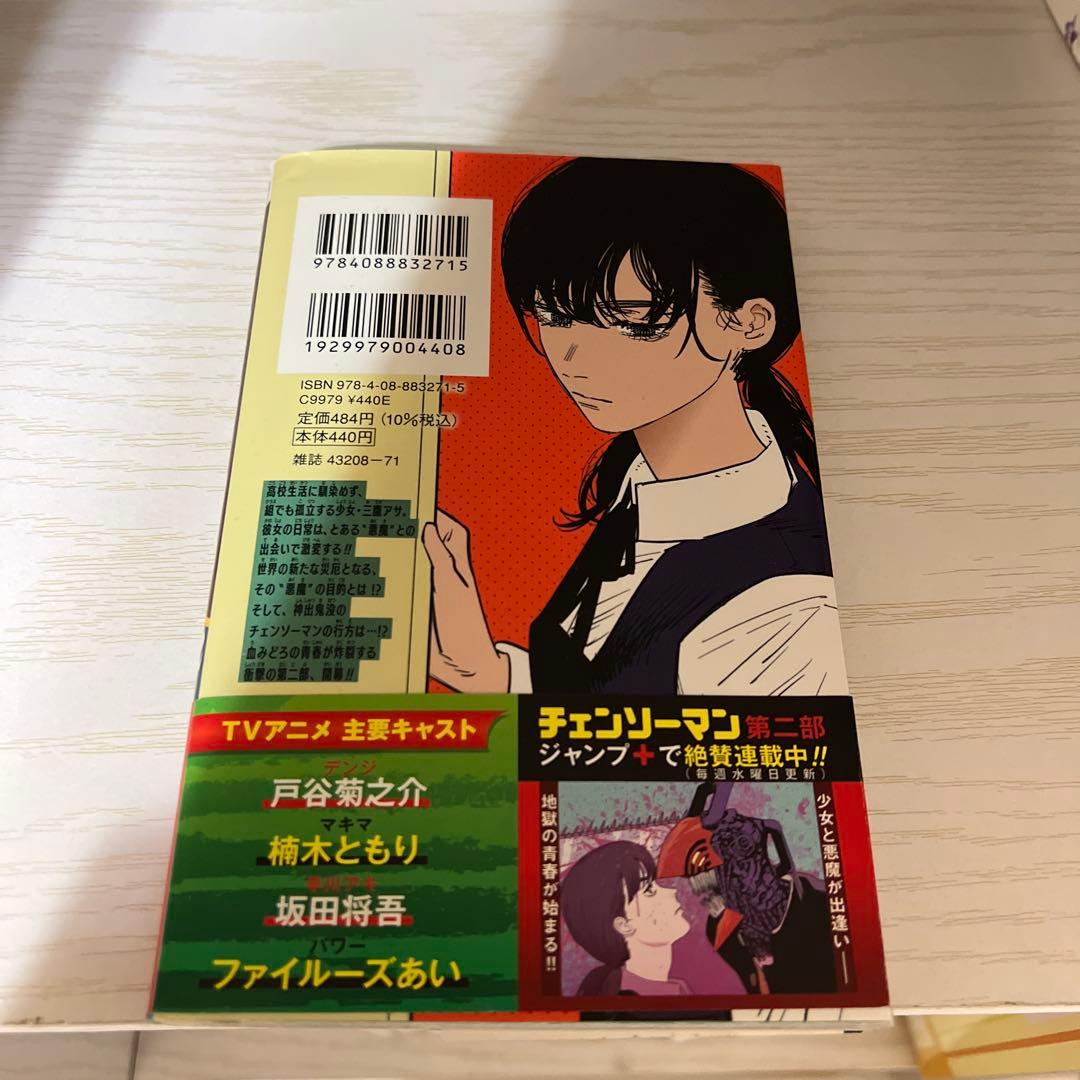 9784088832715
1929979004408
ISBN 978-4-08-883271-5
C9979 ¥440E
定価484円(10%税込)
本体440円
雑誌 43208-71
高校生活に馴染めず、
組でも孤立する少女・三鷹アサ。
彼女の日常は、とある“悪魔”との
出会いで激変する!!
世界の新たな災厄となる、
その“悪魔”の目的とは!?
そして、神出鬼没の
チェンソーマンの行方は…!?
血みどろの青春が炸裂する
衝撃の第二部、開幕!!
TVアニメ 主要キャスト
デンジ
戸谷菊之介
マキマ
楠木ともり
早川アキ
坂田将吾
パワー
ファイルーズあい
チェンソーマン 第二部
ジャンプ+で絶賛連載中!!
(毎週水曜日更新)
少女と悪魔が出逢い──
地獄の青春が始まる!!